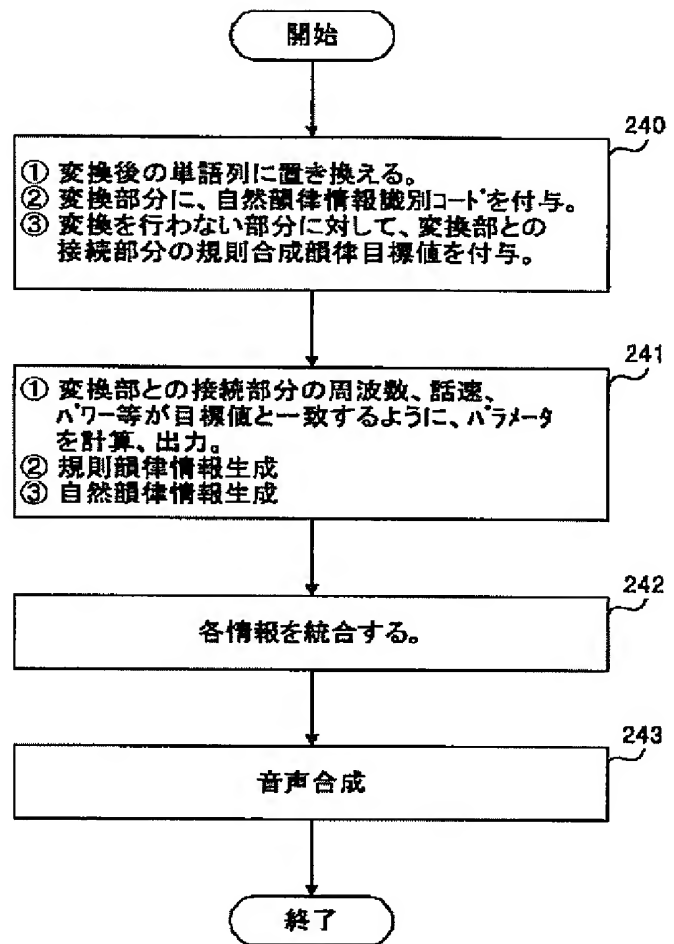 開始
240
① 変換後の単語列に置き換える。
② 変換部分に、自然韻律情報識別ｺｰﾄﾞを付与。
③ 変換を行わない部分に対して、変換部との
接続部分の規則合成韻律目標値を付与。
241
① 変換部との接続部分の周波数、話速、
ﾊﾟワー等が目標値と一致するように、ﾊﾟﾗﾒｰﾀ
を計算、出力。
② 規則韻律情報生成
③ 自然韻律情報生成
242
各情報を統合する。
243
音声合成
終了